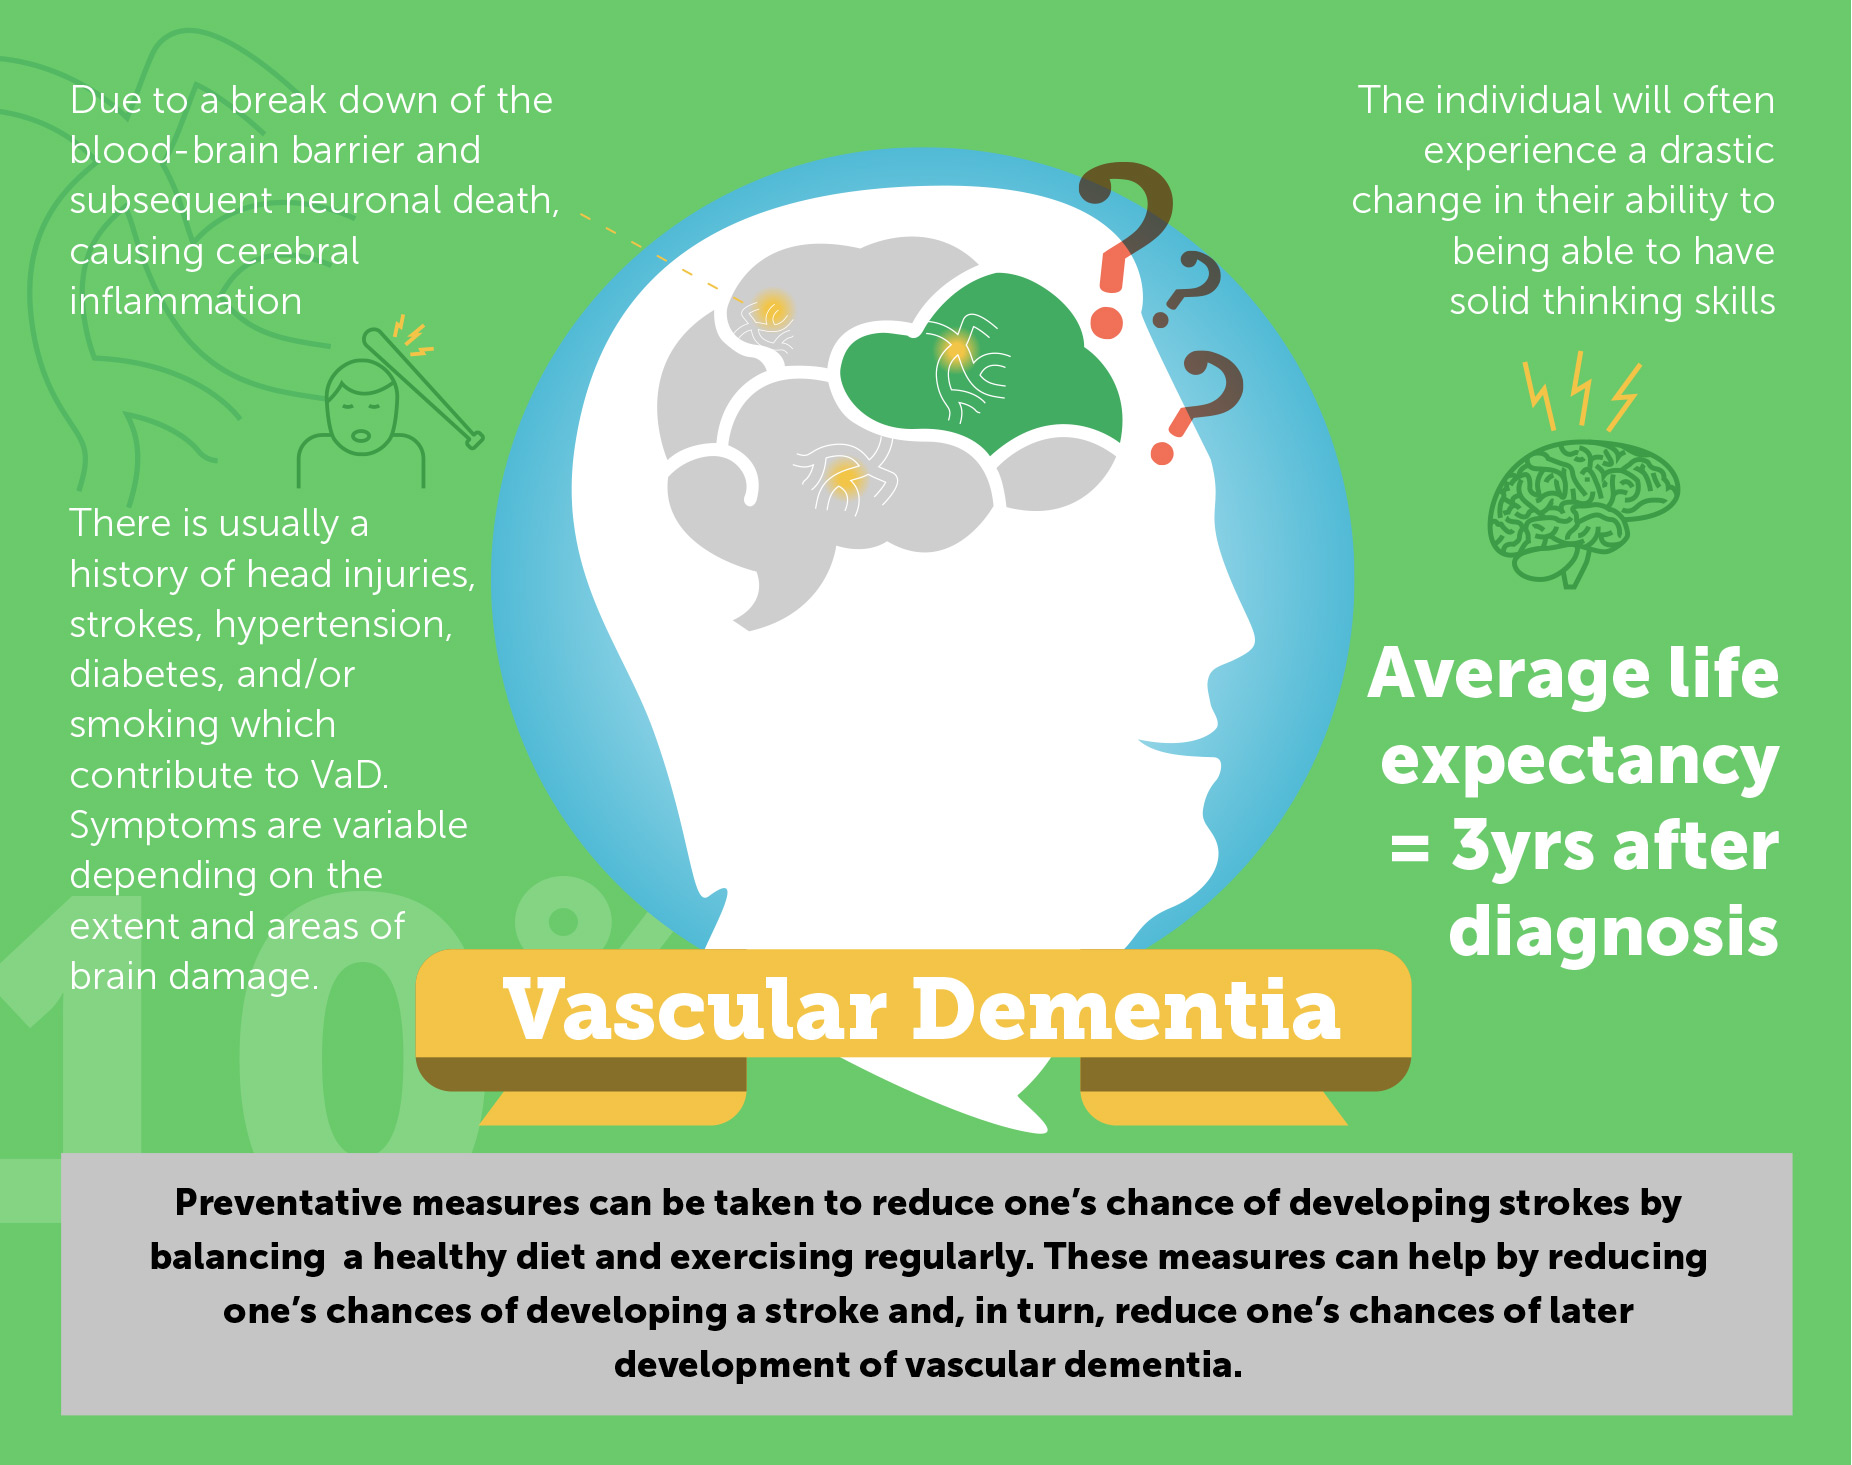 Due to a break down of the
blood-brain barrier and
subsequent neuronal death,
causing cerebral
inflammation
There is usually a
history of head injuries,
strokes, hypertension,
diabetes, and/or
smoking which
contribute to VaD.
Symptoms are variable
depending on the
extent and areas of
brain damage.
10%
The individual will often
experience a drastic
change in their ability to
being able to have
solid thinking skills
? ? ?
Average life
expectancy
= 3yrs after
diagnosis
Vascular Dementia
Preventative measures can be taken to reduce one’s chance of developing strokes by
balancing  a healthy diet and exercising regularly. These measures can help by reducing
one’s chances of developing a stroke and, in turn, reduce one’s chances of later
development of vascular dementia.